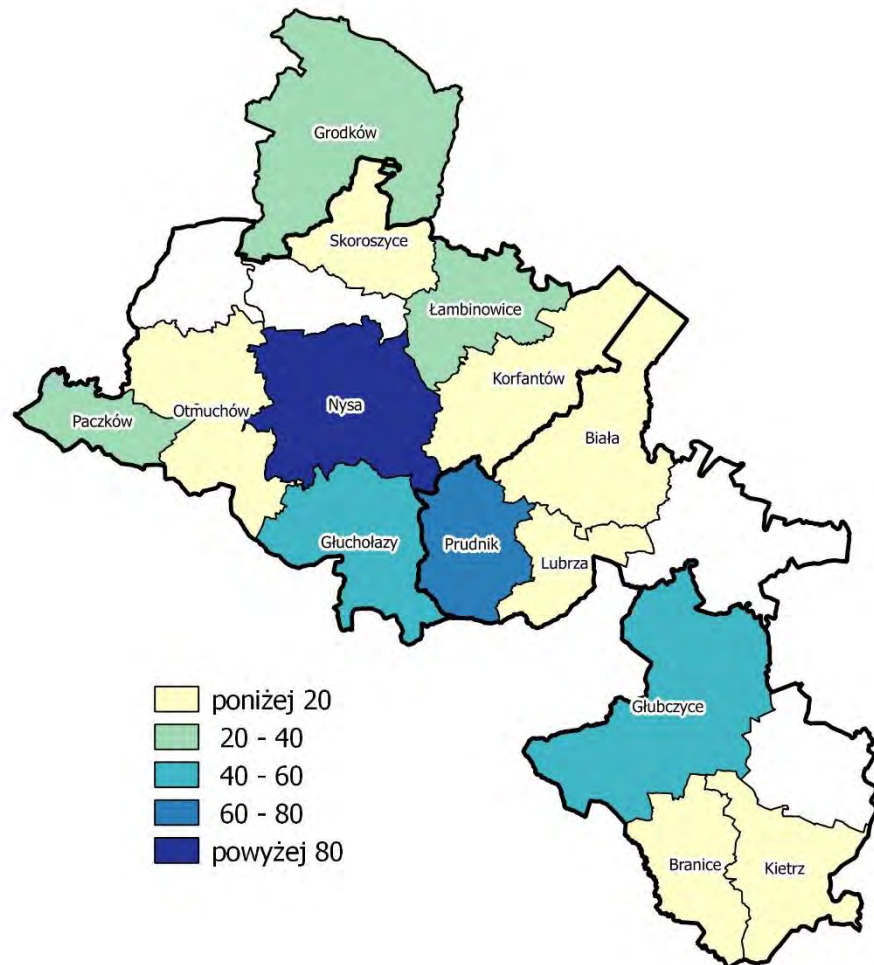 Grodków
Skoroszyce
Łambinowice
Korfantów
Nysa
Otmuchów
Paczków
Biała
Głuchołazy
Prudnik
Lubrza
Głubczyce
Branice
Kietrz
poniżej 20
20 - 40
40 - 60
60 - 80
powyżej 80